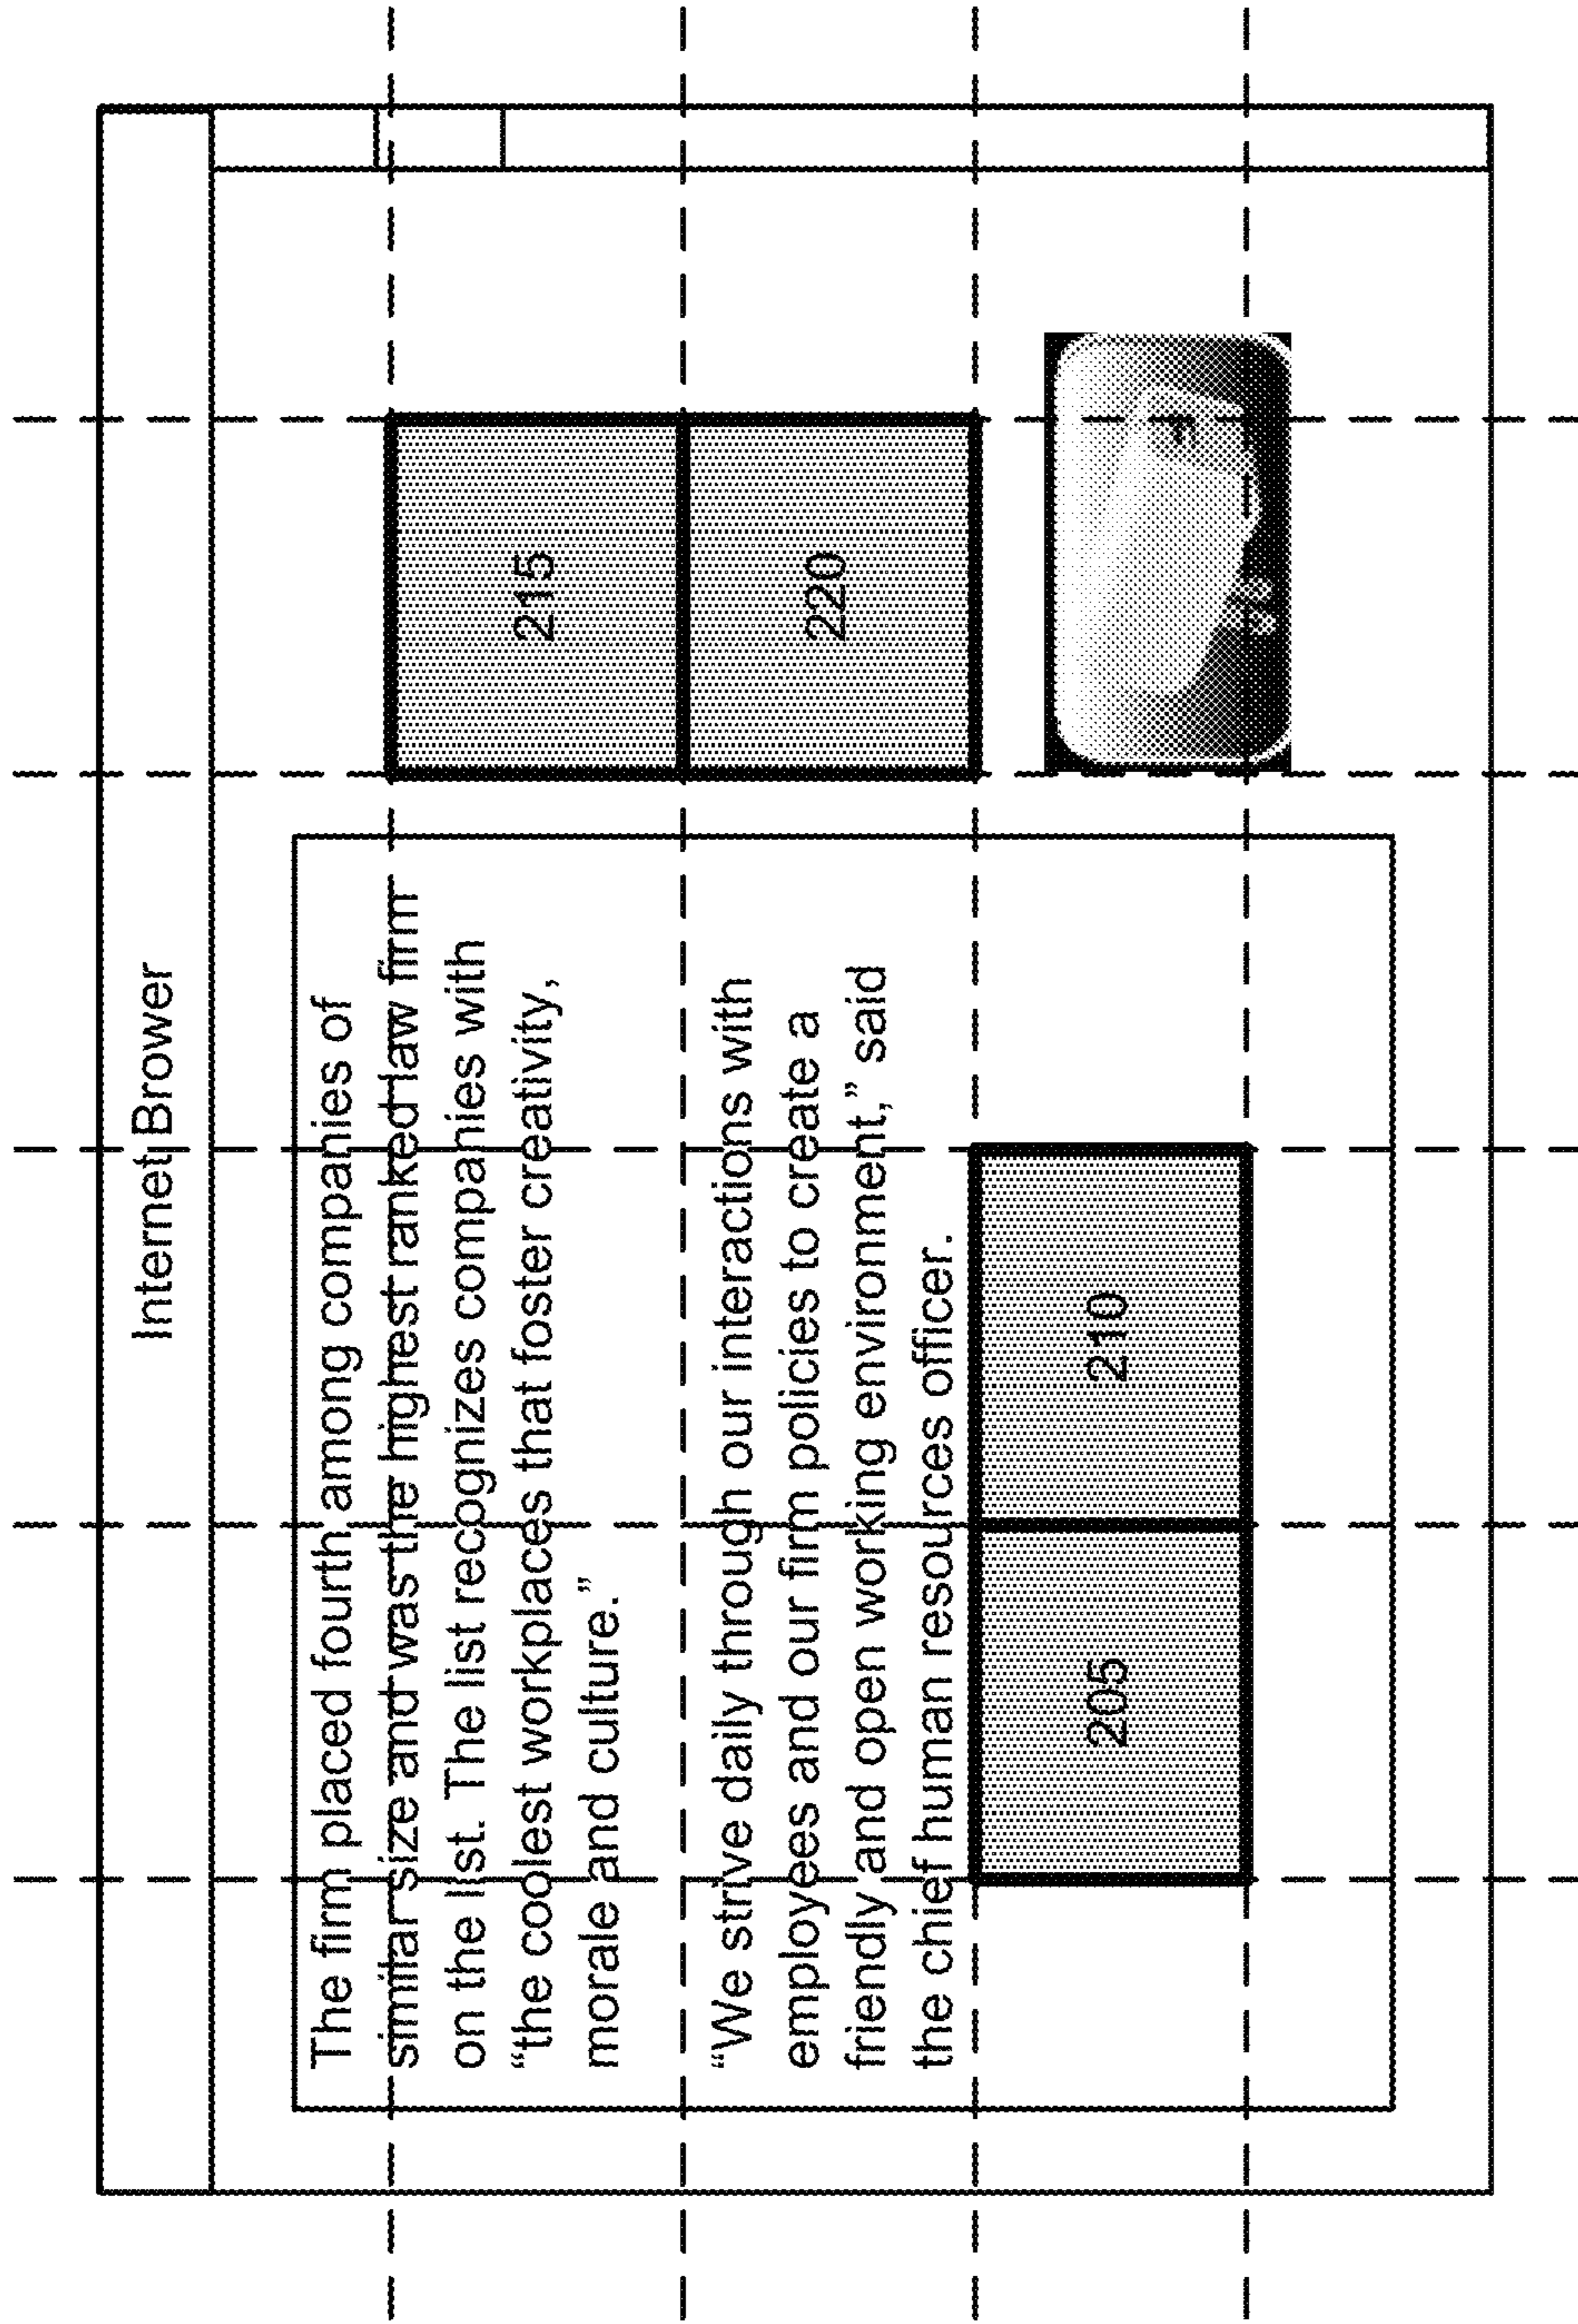 Internet Brower
The firm placed fourth among companies of
similar size and was the highest ranked law firm
on the list. The list recognizes companies with
“the coolest workplaces that foster creativity,
morale and culture.”
“We strive daily through our interactions with
employees and our firm policies to create a
friendly and open working environment,” said
the chief human resources officer.
205
210
215
220